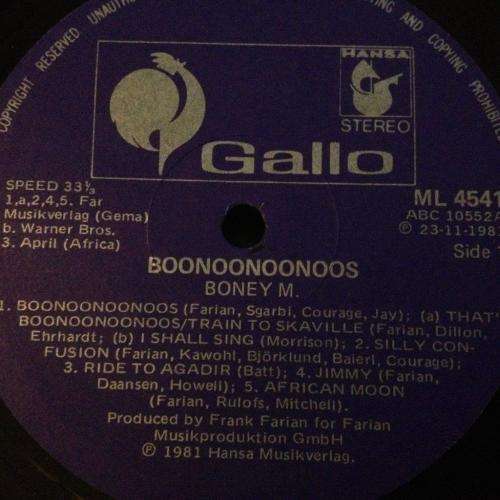 COPYRIGHT RESERVED UNAUTH
TING AND COPYING PROHIBIT
HANSA
STEREO
Gallo
SPEED 33⅓
1,a,2,4,5. Far
Musikverlag (Gema)
b. Warner Bros.
3. April (Africa)
ML 4541
ABC 10552
℗ 23-11-1981
Side
BOONOONOONOOS
BONEY M.
1. BOONOONOONOOS (Farian, Sgarbi, Courage, Jay); (a) THAT'
BOONOONOONOOS/TRAIN TO SKAVILLE (Farian, Dillon,
Ehrhardt; (b) I SHALL SING (Morrison); 2. SILLY CON-
FUSION (Farian, Kawohl, Björklund, Baierl, Courage);
3. RIDE TO AGADIR (Batt); 4. JIMMY (Farian,
Daansen, Howell); 5. AFRICAN MOON
(Farian, Rulofs, Mitchell).
Produced by Frank Farian for Farian
Musikproduktion GmbH
℗ 1981 Hansa Musikverlag.